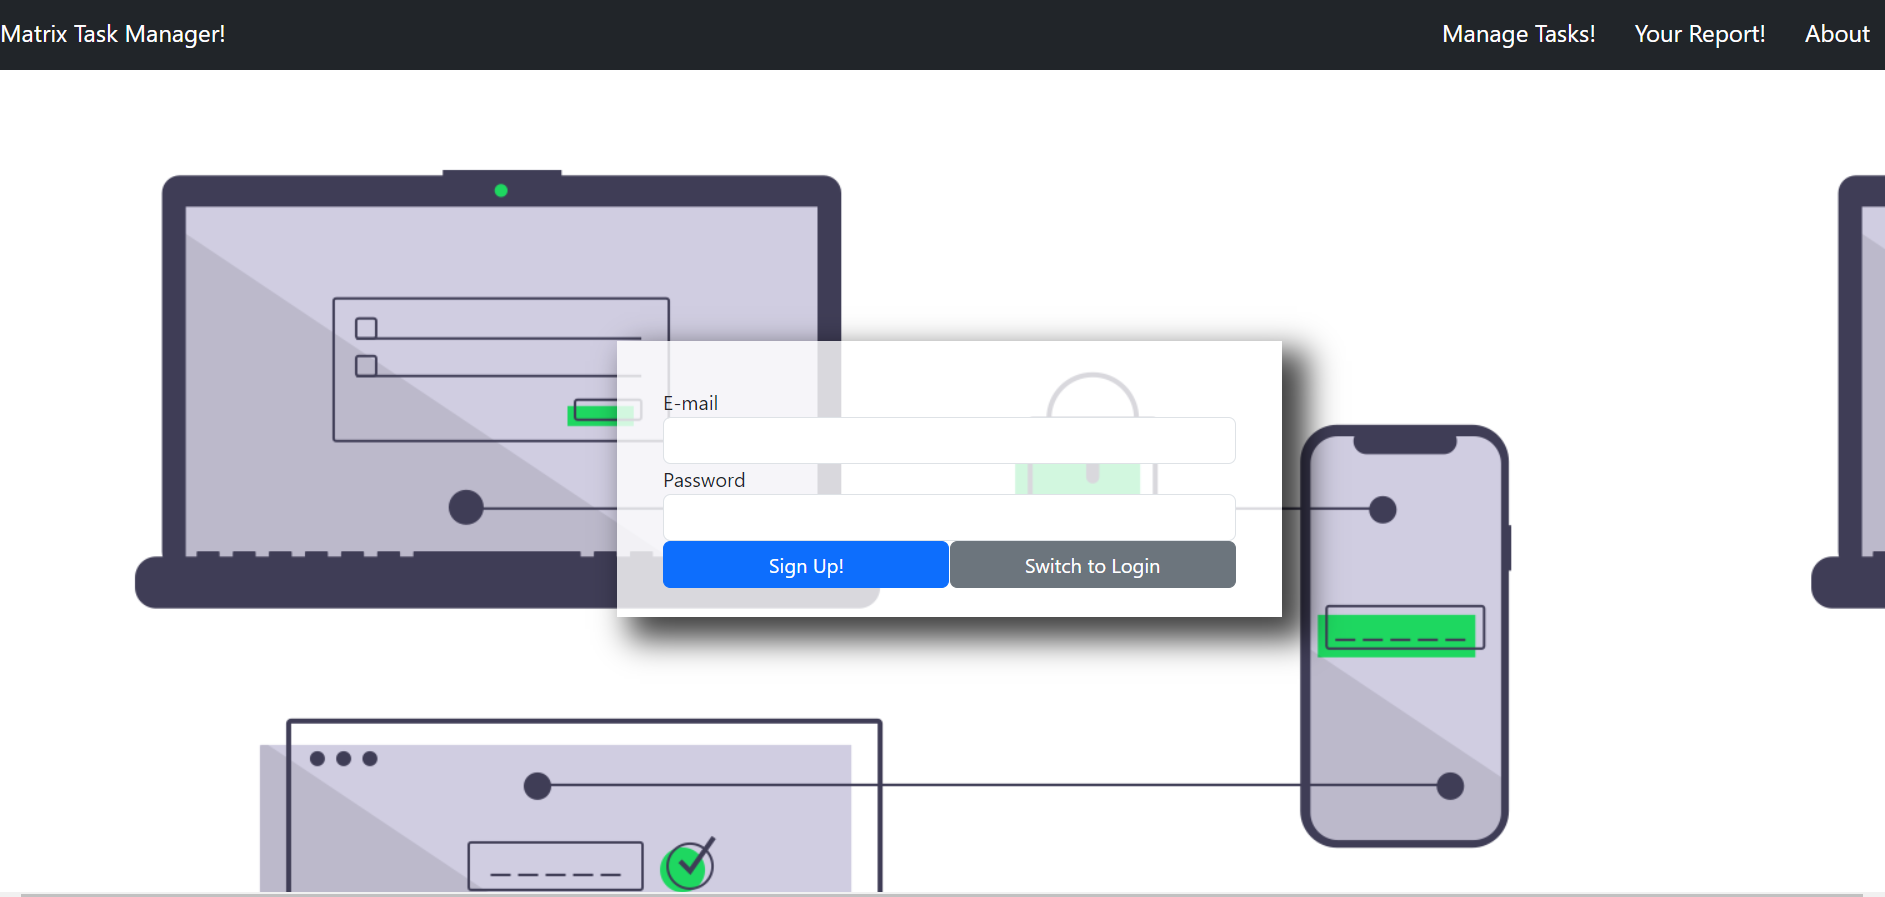 Matrix Task Manager!
Manage Tasks! Your Report! About
E-mail
Password
Sign Up! Switch to Login